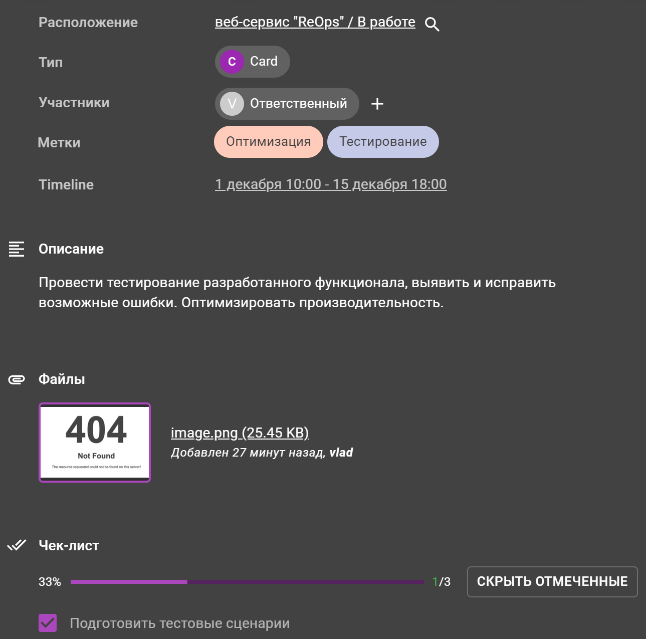 Расположение
веб-сервис "ReOps" / В работе
Тип
C Card
Участники
V Ответственный +
Метки
Оптимизация Тестирование
Timeline
1 декабря 10:00 - 15 декабря 18:00
Описание
Провести тестирование разработанного функционала, выявить и исправить
возможные ошибки. Оптимизировать производительность.
Файлы
404
Not Found
The resource requested could not be found on this server!
image.png (25.45 KB)
Добавлен 27 минут назад, vlad
Чек-лист
33% 1/3 СКРЫТЬ ОТМЕЧЕННЫЕ
Подготовить тестовые сценарии